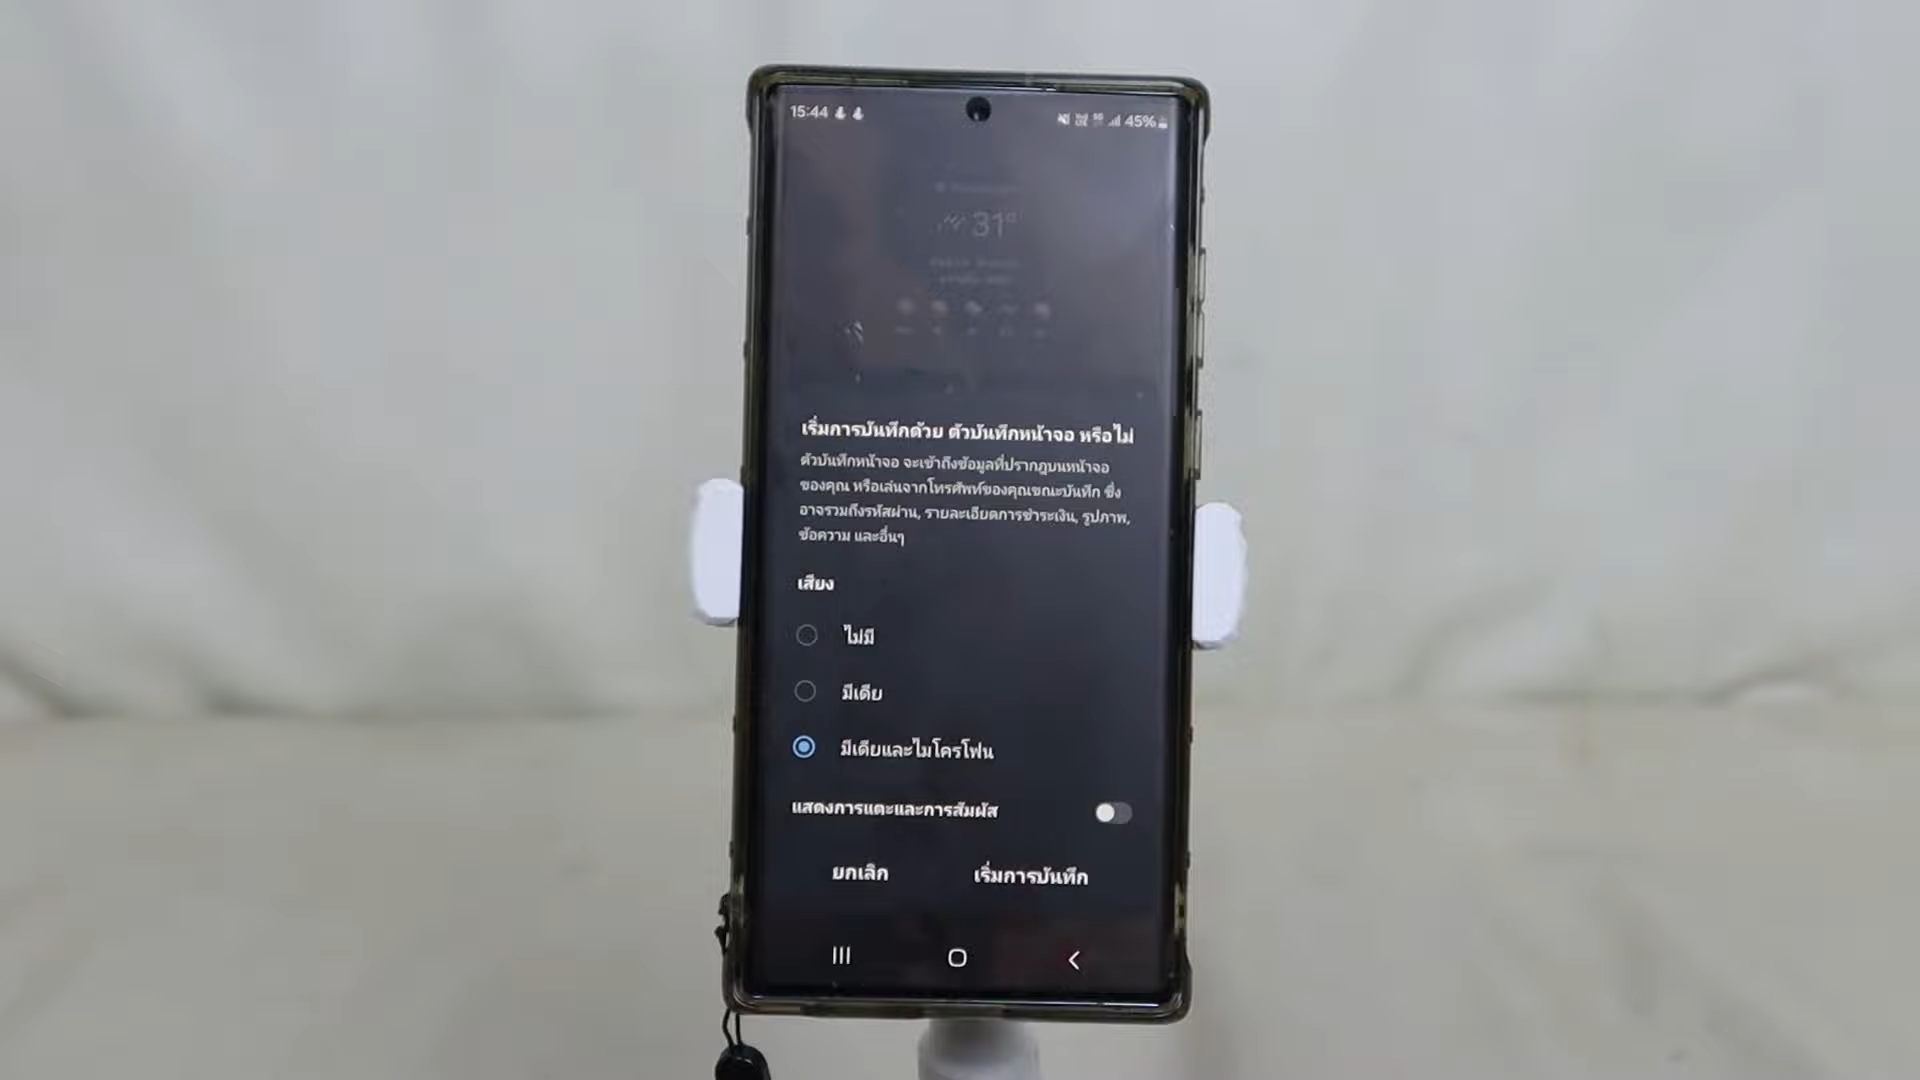 15:44
45%
31°
เริ่มการบันทึกด้วย ตัวบันทึกหน้าจอ หรือไม่
ตัวบันทึกหน้าจอ จะเข้าถึงข้อมูลที่ปรากฏบนหน้าจอ
ของคุณ หรือเล่นจากโทรศัพท์ของคุณขณะบันทึก ซึ่ง
อาจรวมถึงรหัสผ่าน, รายละเอียดการชำระเงิน, รูปภาพ,
ข้อความ และอื่นๆ
เสียง
ไม่มี
มีเดีย
มีเดียและไมโครโฟน
แสดงการแตะและการสัมผัส
ยกเลิก
เริ่มการบันทึก